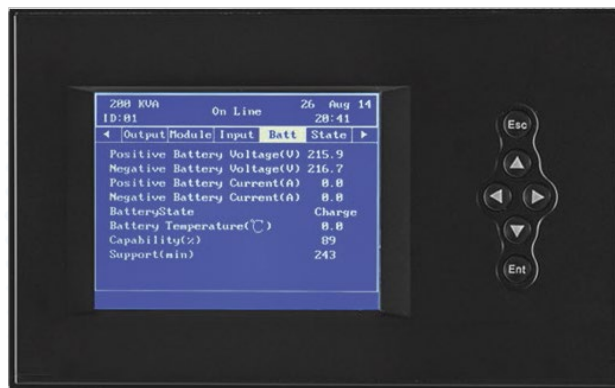 200 KVA On Line 26 Aug 14
ID:01 20:41
◄ Output Module Input Batt State ►
Positive Battery Voltage(V) 215.9
Negative Battery Voltage(V) 216.7
Positive Battery Current(A) 0.0
Negative Battery Current(A) 0.0
BatteryState Charge
Battery Temperature(℃) 0.0
Capability(%) 89
Support(min) 243
Esc
Ent